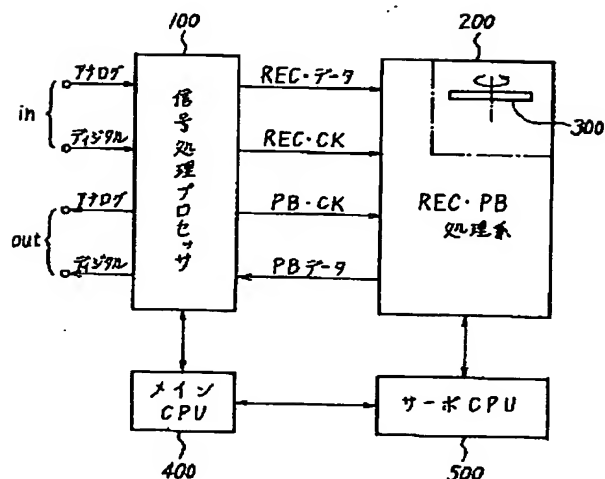 100
200
アナログ
in
ディジタル
アナログ
out
ディジタル
信号処理プロセッサ
REC・データ
REC・CK
PB・CK
PBデータ
300
REC・PB
処理系
メイン
CPU
サーボCPU
400
500